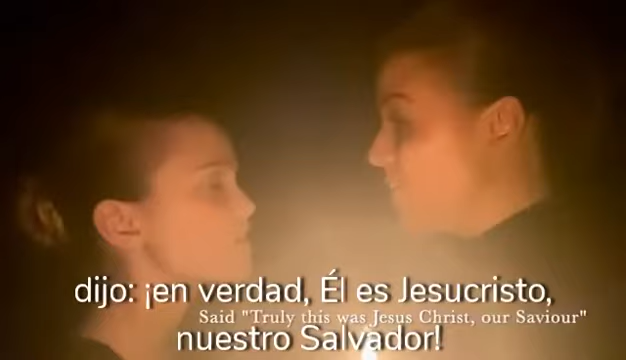 dijo: ¡en verdad, Él es Jesucristo,
Said "Truly this was Jesus Christ, our Saviour"
nuestro Salvador!